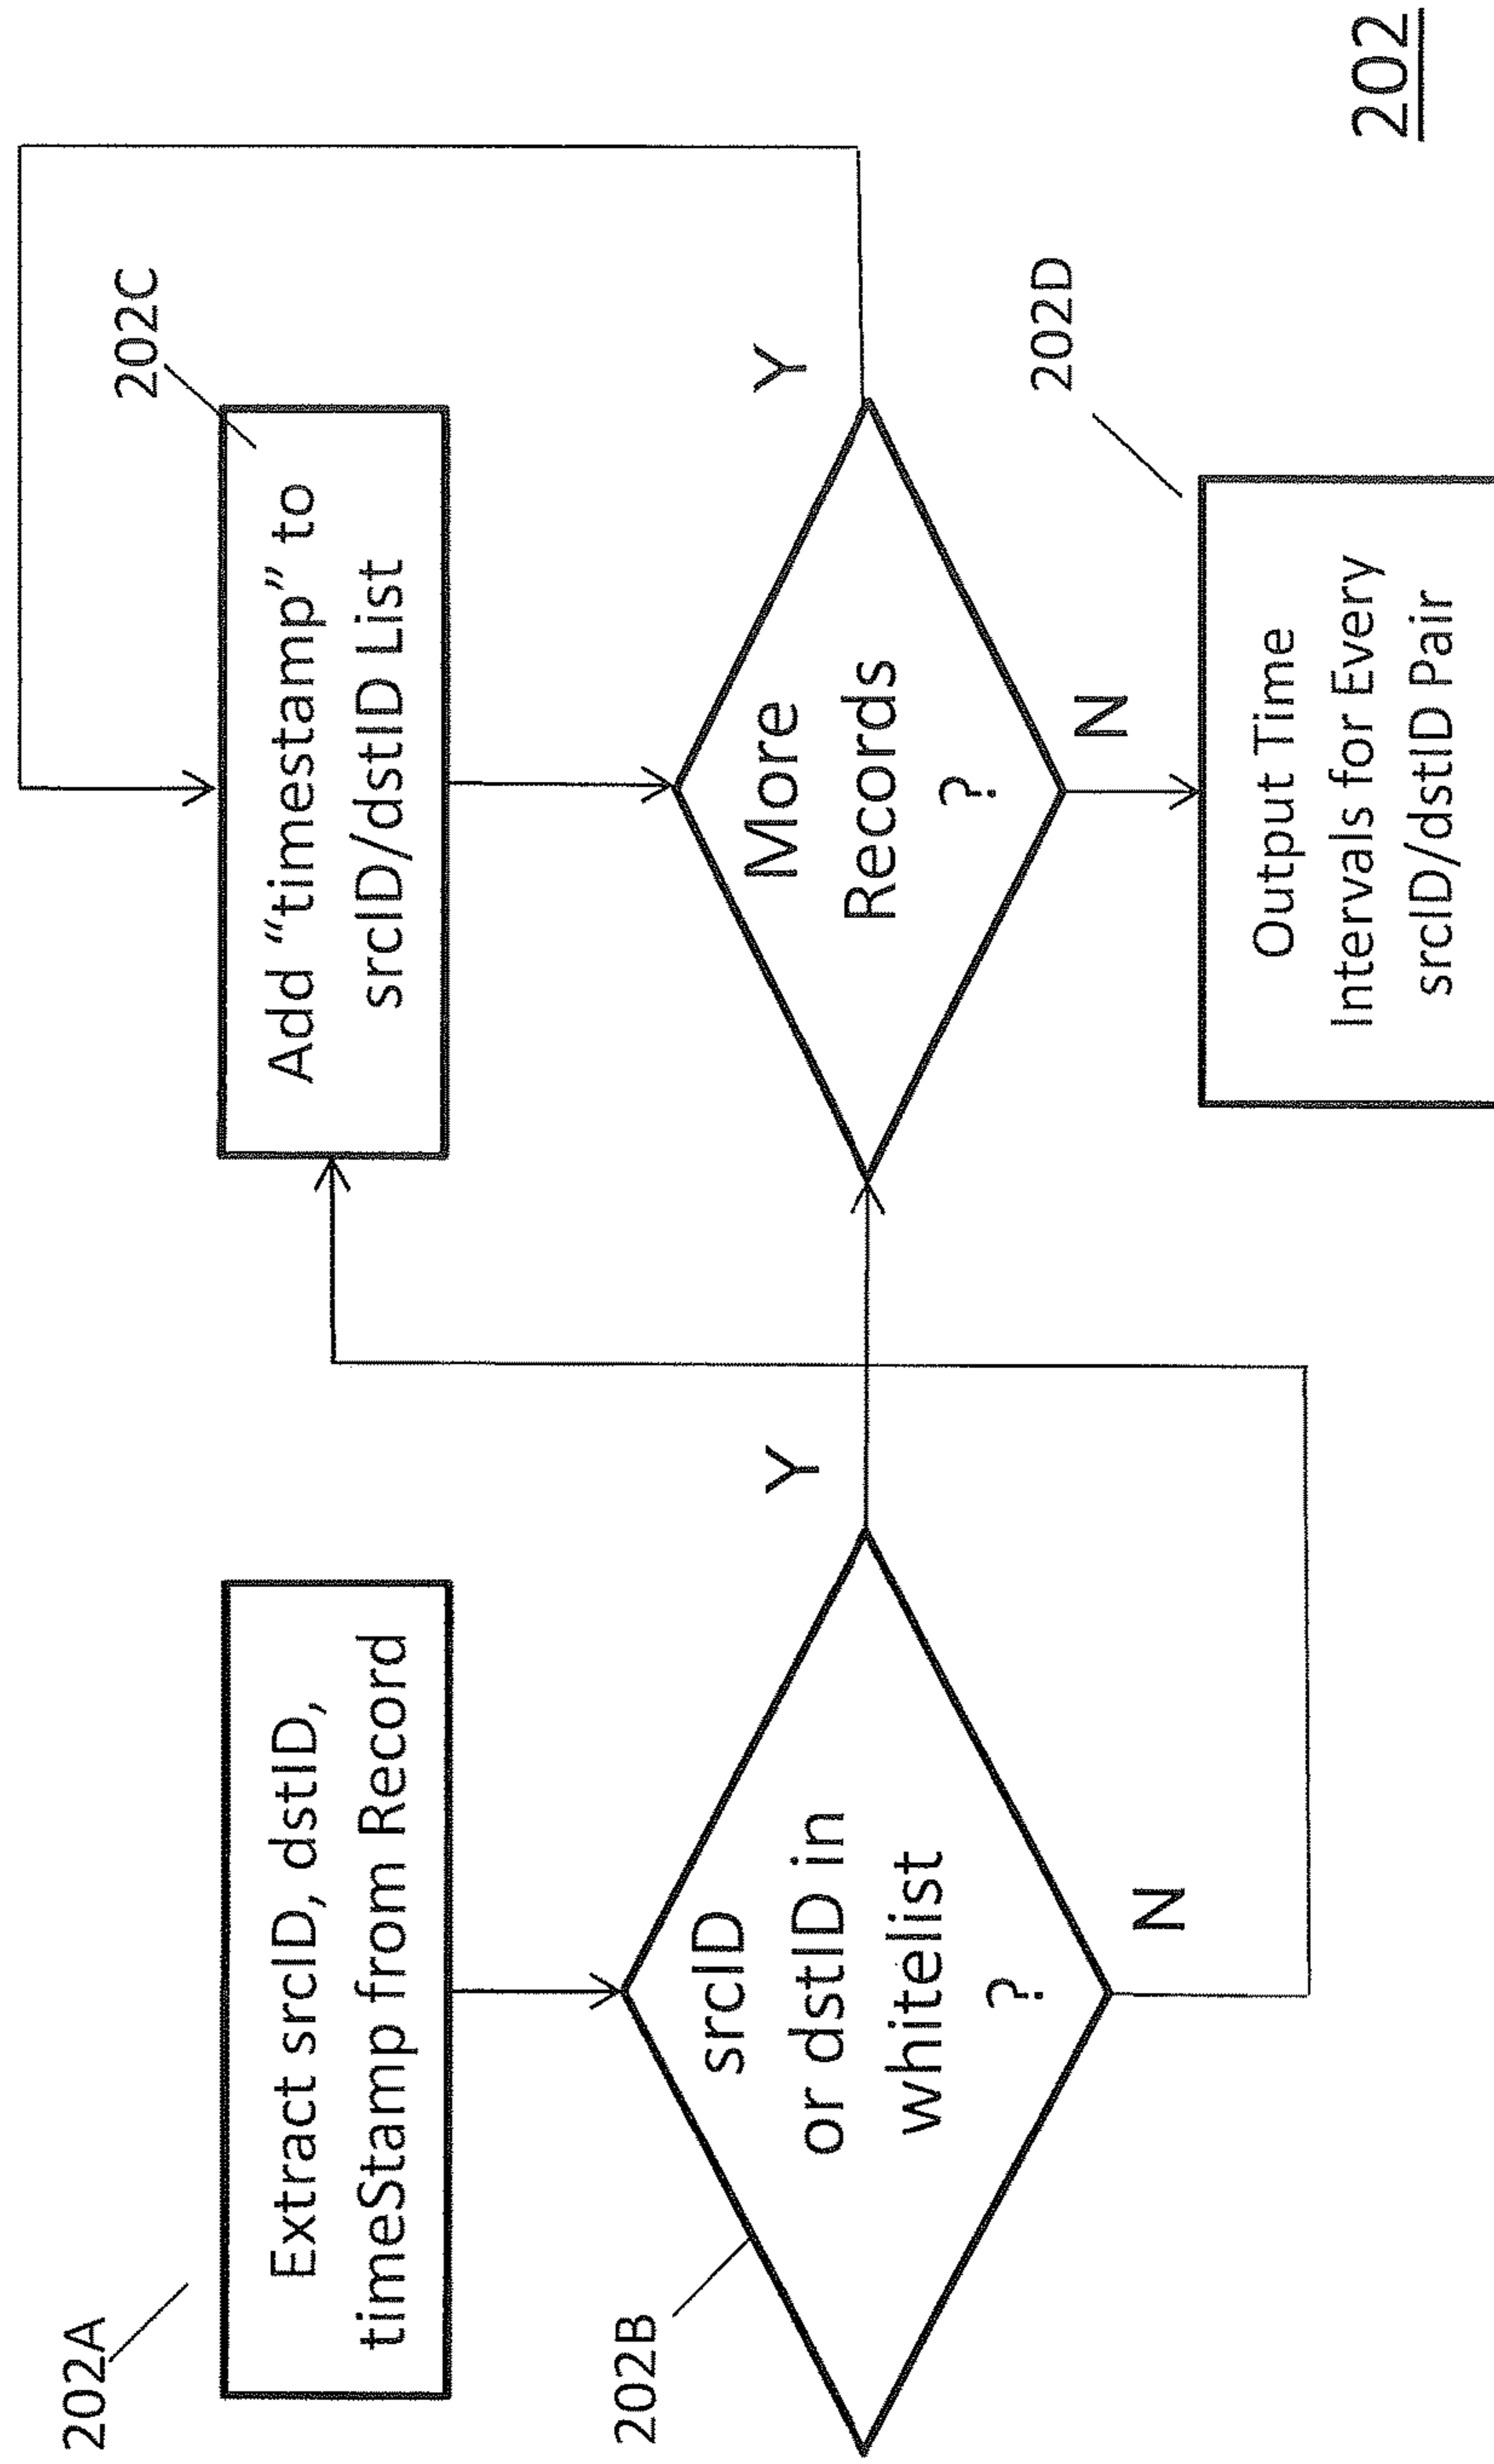 202A
Extract srcID, dstID,
timeStamp from Record
202B
srcID
or dstID in
whitelist
?
Y
N
202C
Add “timestamp” to
srcID/dstID List
More
Records
?
Y
N
202D
Output Time
Intervals for Every
srcID/dstID Pair
202